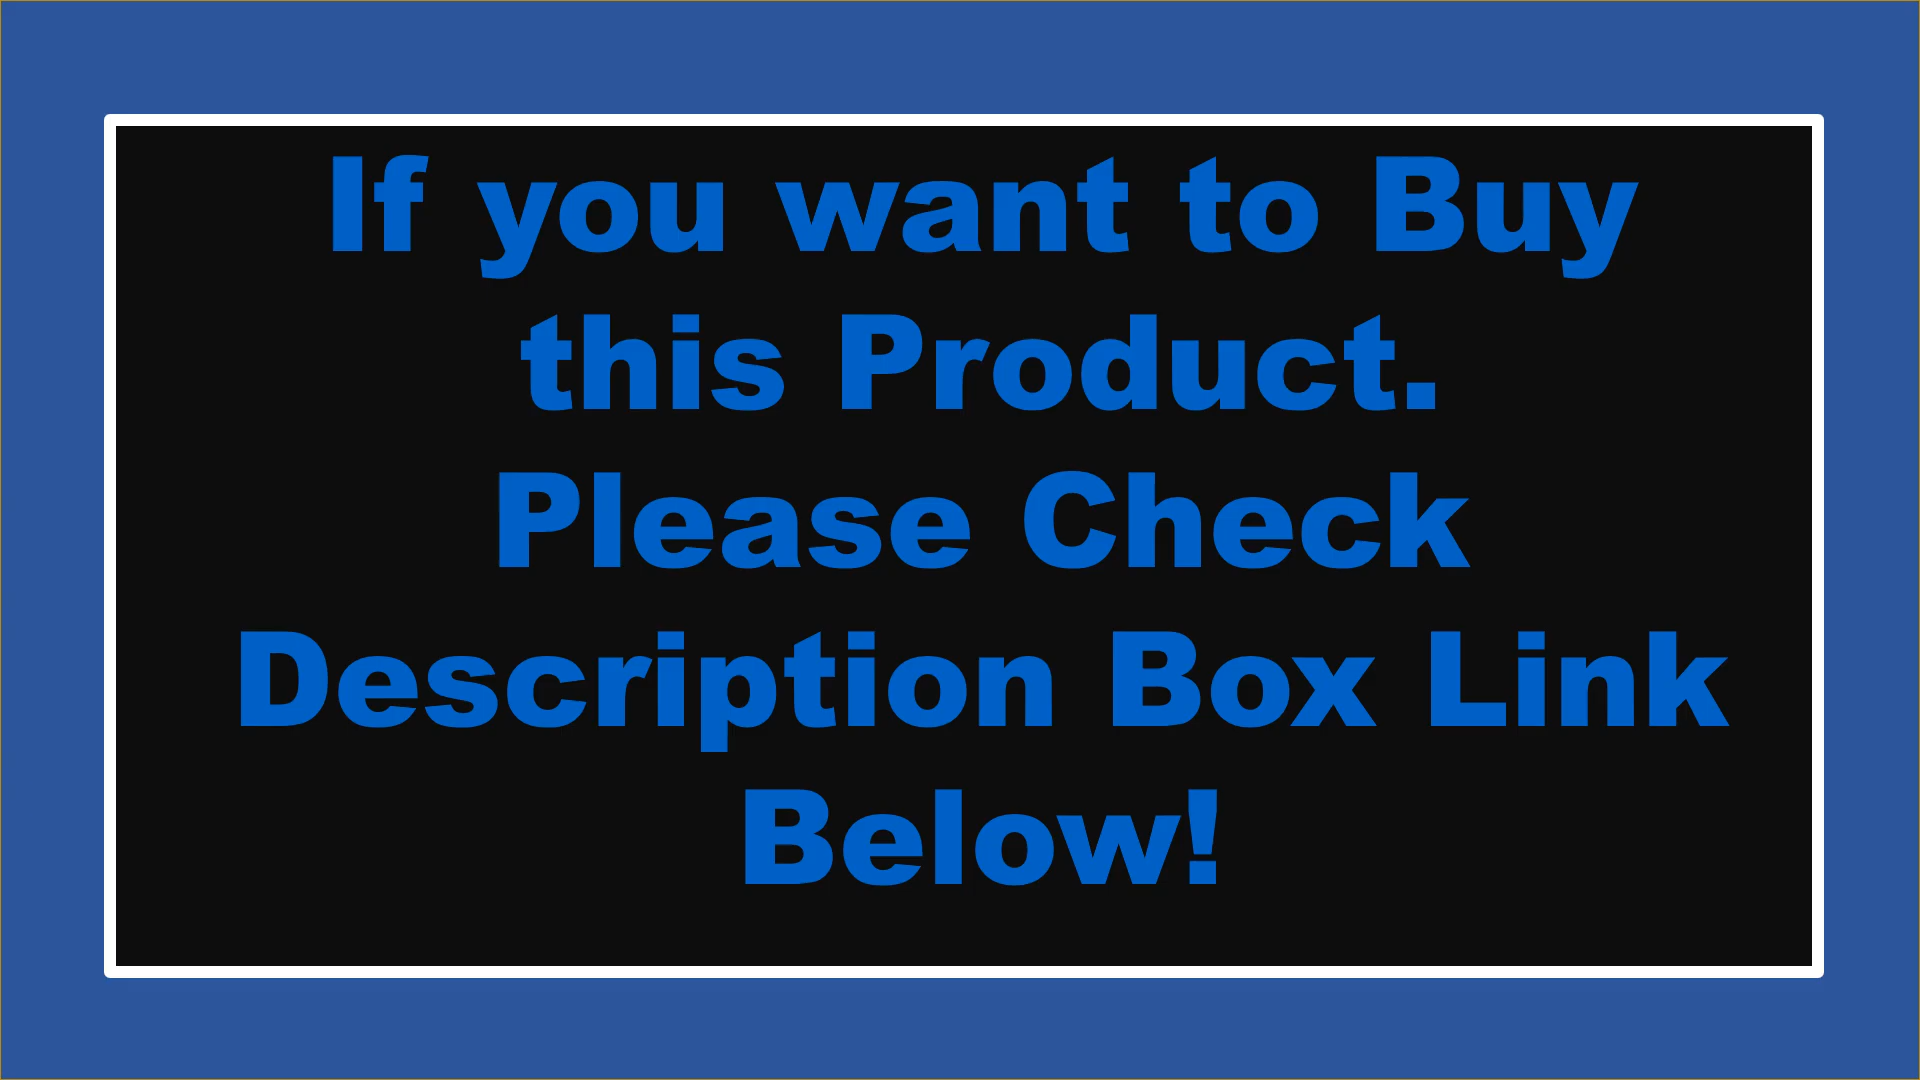 If you want to Buy
this Product.
Please Check
Description Box Link
Below!